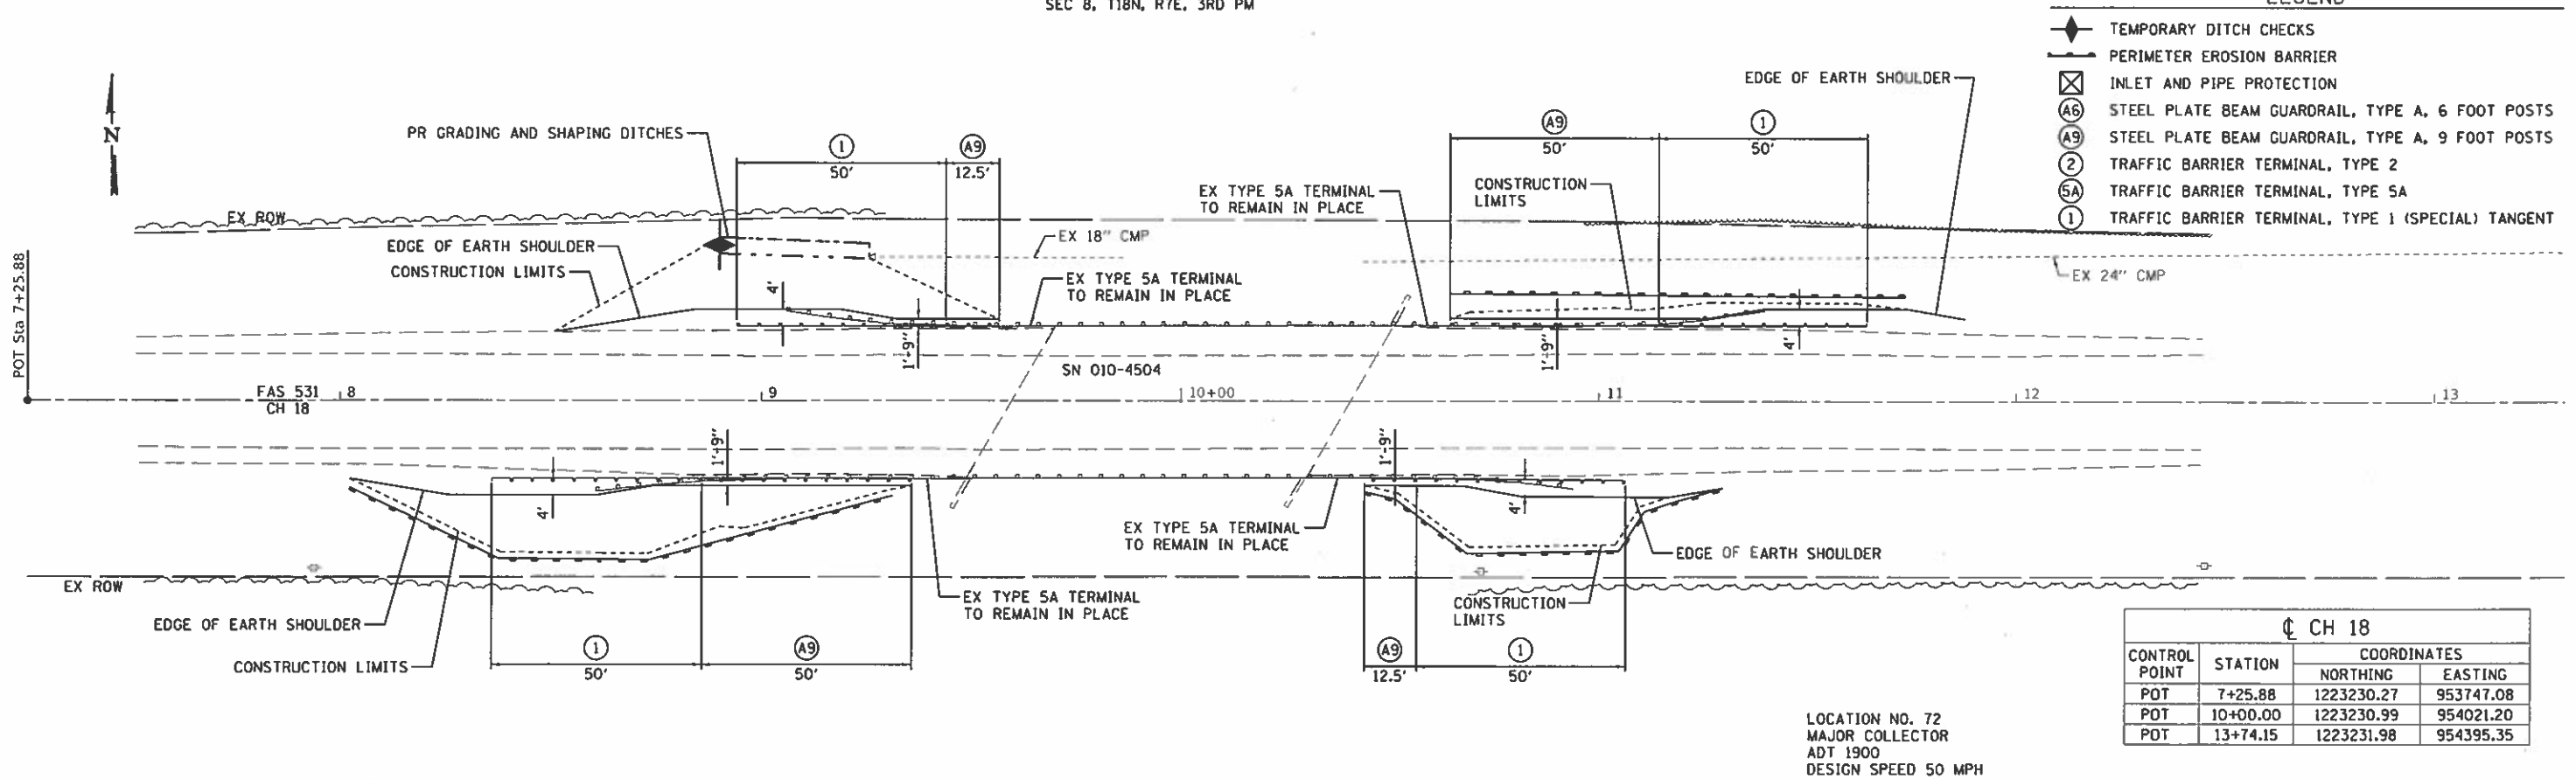 SEC 8, T18N, R7E, 3RD PM
LEGEND
TEMPORARY DITCH CHECKS
PERIMETER EROSION BARRIER
INLET AND PIPE PROTECTION
A6 STEEL PLATE BEAM GUARDRAIL, TYPE A, 6 FOOT POSTS
A9 STEEL PLATE BEAM GUARDRAIL, TYPE A, 9 FOOT POSTS
2 TRAFFIC BARRIER TERMINAL, TYPE 2
5A TRAFFIC BARRIER TERMINAL, TYPE 5A
1 TRAFFIC BARRIER TERMINAL, TYPE 1 (SPECIAL) TANGENT
N
PR GRADING AND SHAPING DITCHES
1
50'
A9
12.5'
A9
50'
1
50'
EDGE OF EARTH SHOULDER
EX TYPE 5A TERMINAL
TO REMAIN IN PLACE
CONSTRUCTION
LIMITS
EX ROW
EDGE OF EARTH SHOULDER
CONSTRUCTION LIMITS
EX 18" CMP
EX TYPE 5A TERMINAL
TO REMAIN IN PLACE
EX 24" CMP
4'
1'-9"
1'-9"
4'
POT Sta 7+25.88
SN 010-4504
FAS 531
CH 18
8
9
10+00
11
12
13
1'-9"
4'
1'-9"
4'
EX TYPE 5A TERMINAL
TO REMAIN IN PLACE
EDGE OF EARTH SHOULDER
EX ROW
EX TYPE 5A TERMINAL
TO REMAIN IN PLACE
CONSTRUCTION
LIMITS
EDGE OF EARTH SHOULDER
CONSTRUCTION LIMITS
1
50'
A9
50'
A9
12.5'
1
50'
℄ CH 18
CONTROL POINT STATION COORDINATES
NORTHING EASTING
POT 7+25.88 1223230.27 953747.08
POT 10+00.00 1223230.99 954021.20
POT 13+74.15 1223231.98 954395.35
LOCATION NO. 72
MAJOR COLLECTOR
ADT 1900
DESIGN SPEED 50 MPH